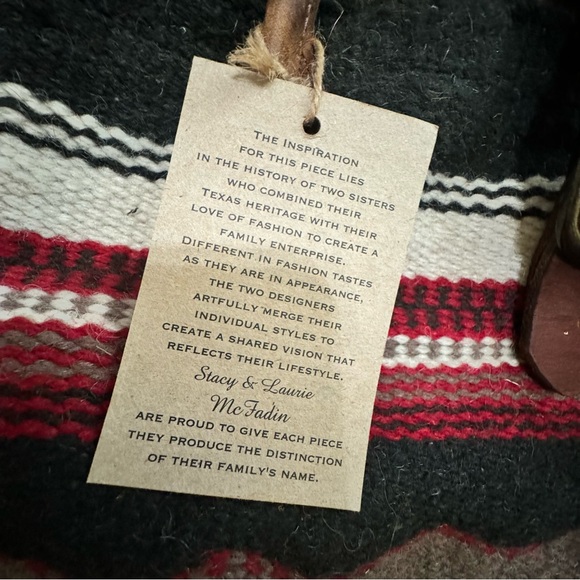 The Inspiration
for this piece lies
in the history of two sisters
who combined their
Texas heritage with their
love of fashion to create a
family enterprise.
Different in fashion tastes
as they are in appearance,
the two designers
artfully merge their
individual styles to
create a shared vision that
reflects their lifestyle.
Stacy & Laurie
McFadin
are proud to give each piece
they produce the distinction
of their family's name.